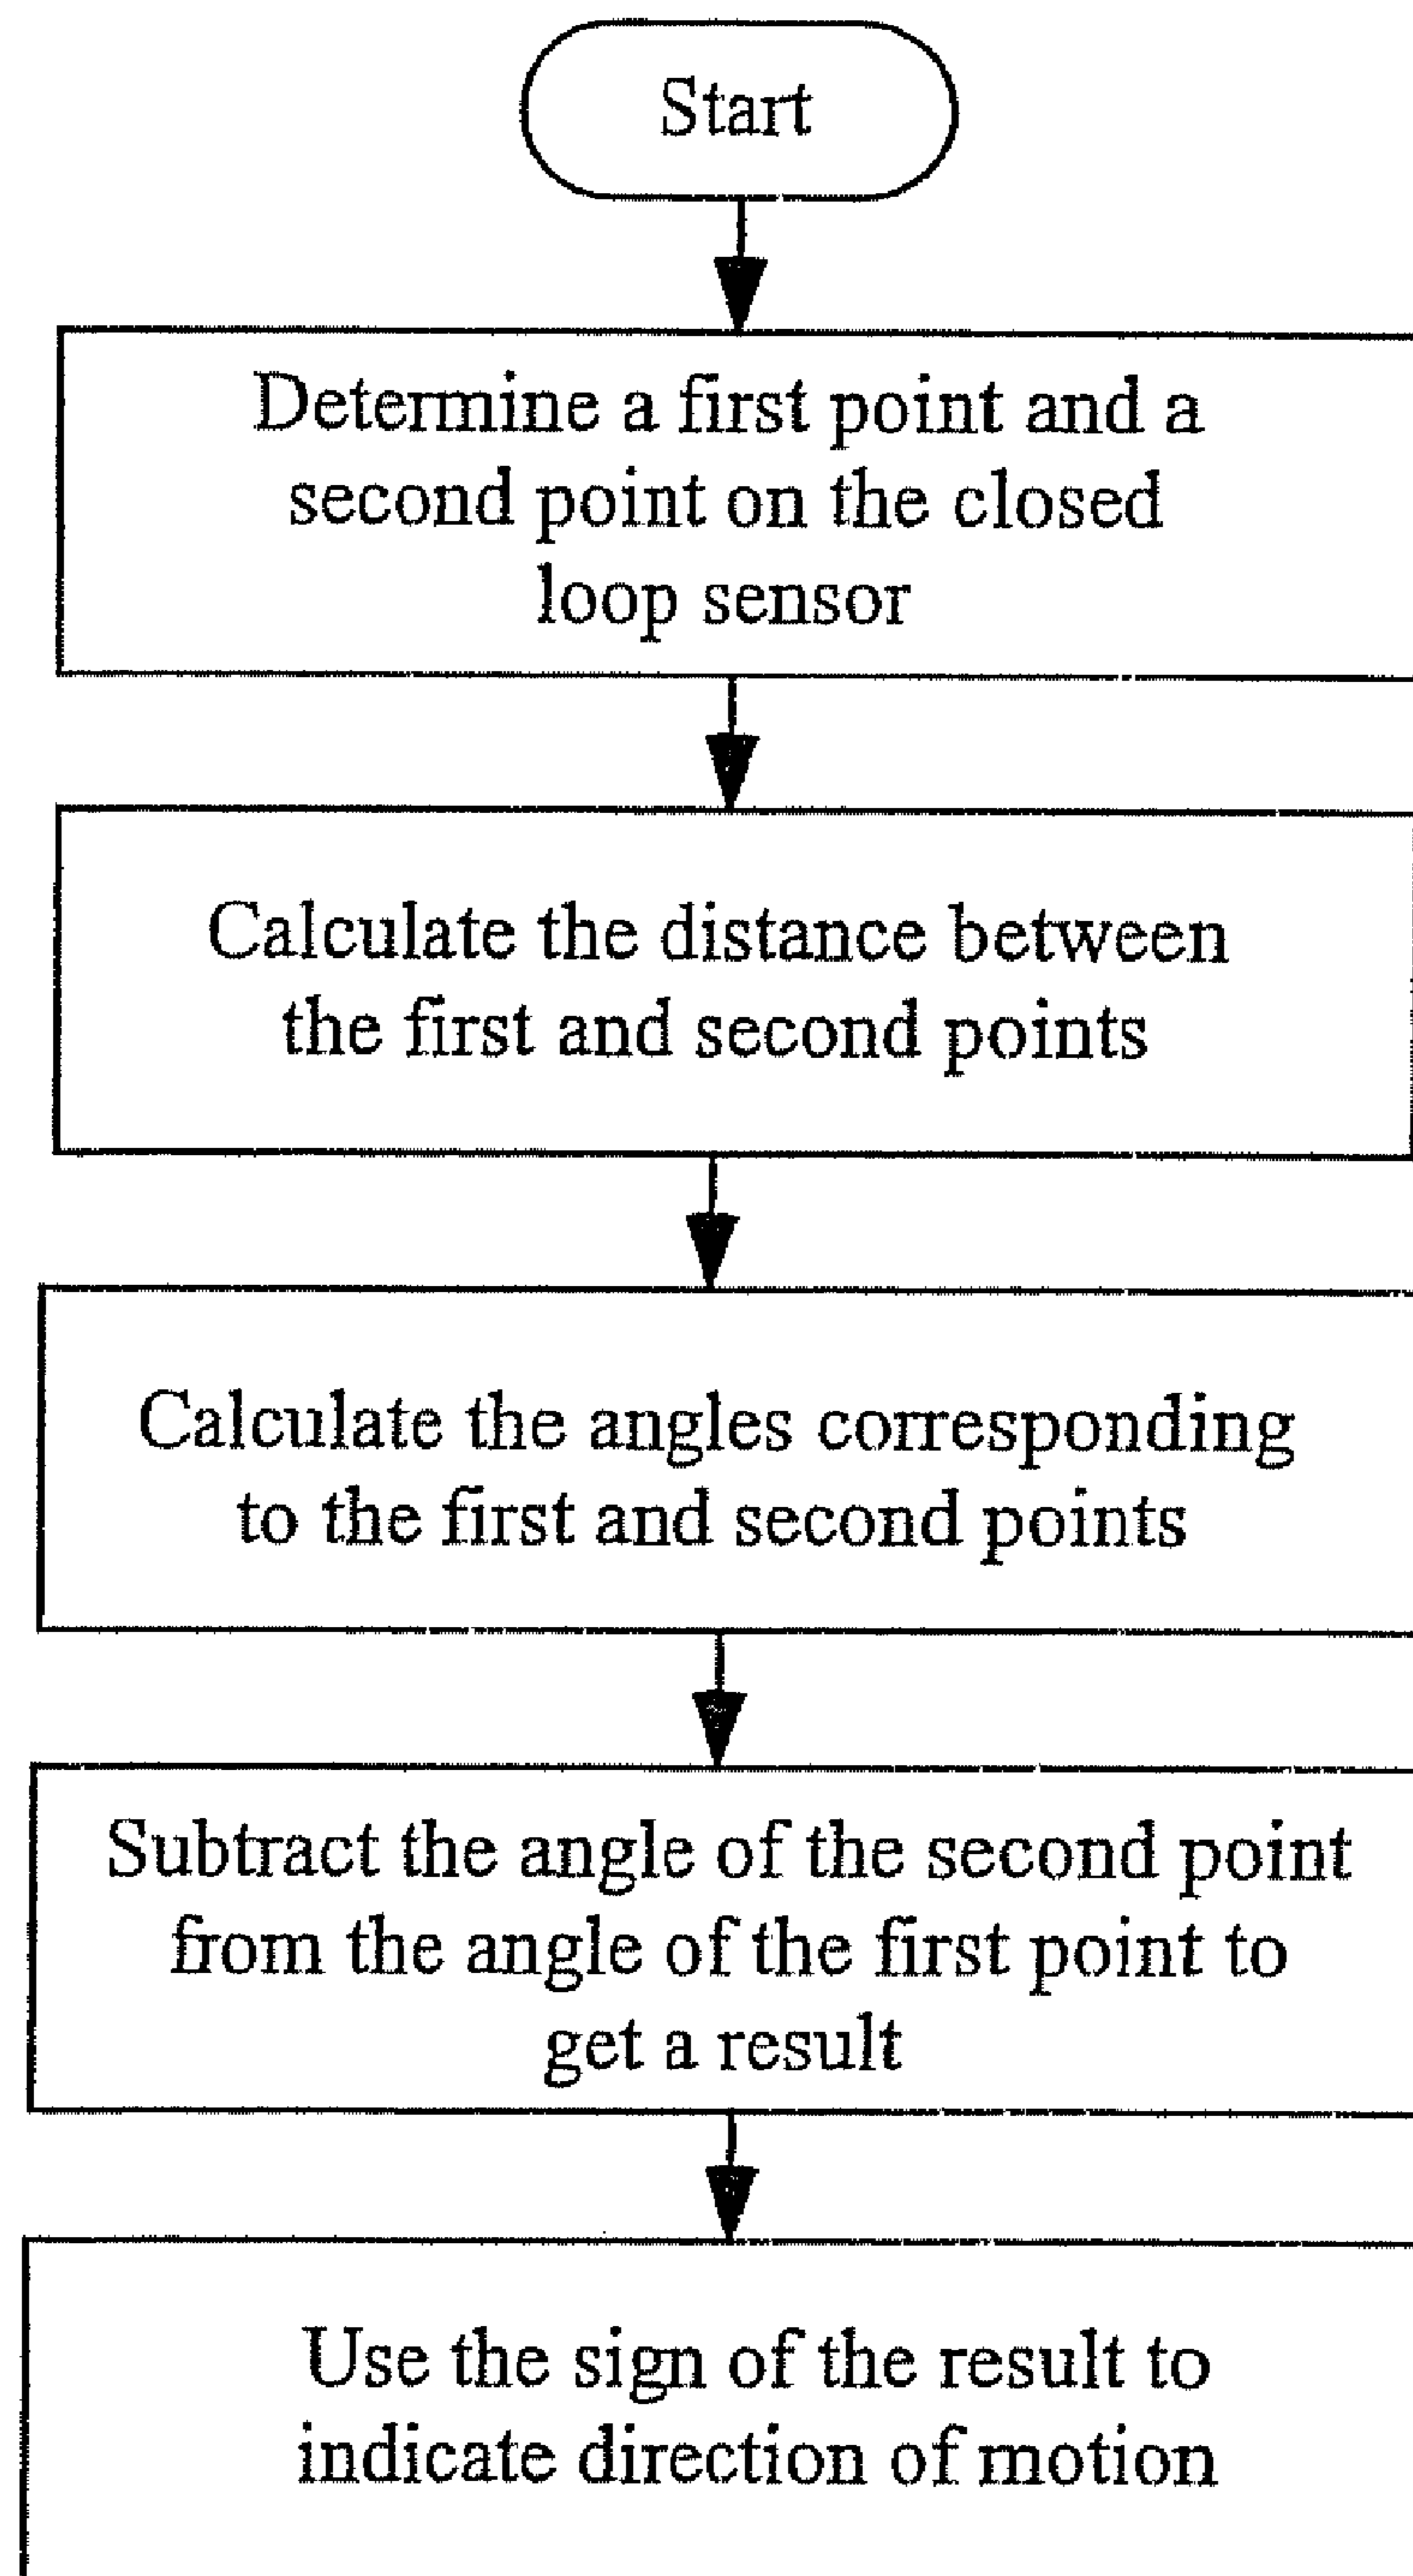 Start
Determine a first point and a
second point on the closed
loop sensor
Calculate the distance between
the first and second points
Calculate the angles corresponding
to the first and second points
Subtract the angle of the second point
from the angle of the first point to
get a result
Use the sign of the result to
indicate direction of motion